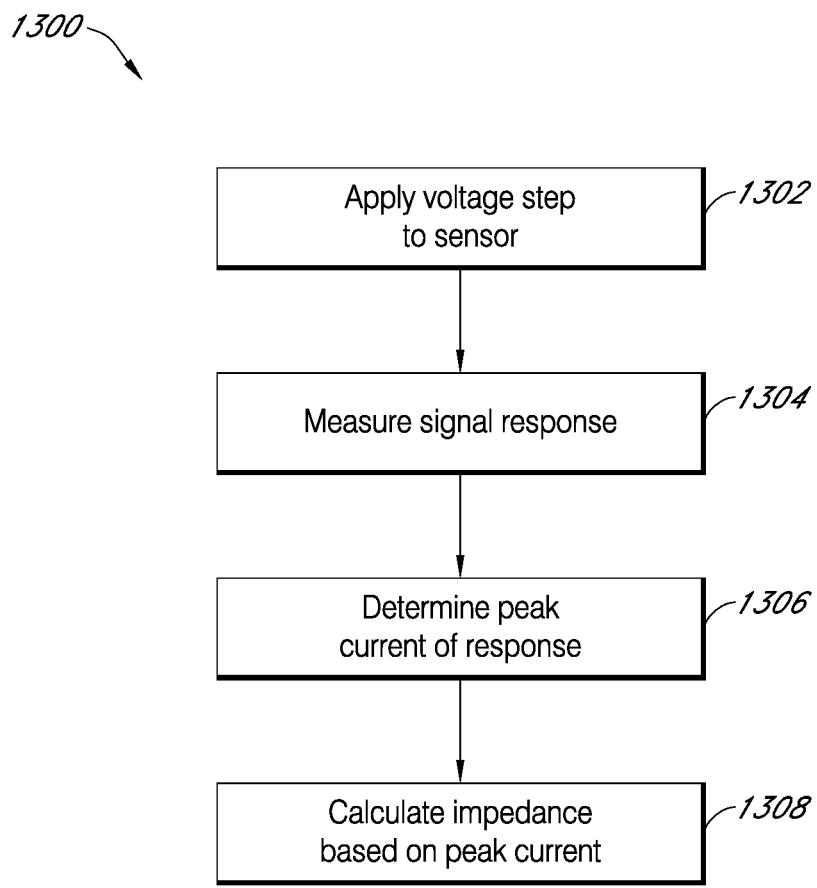 1300
Apply voltage step
to sensor
1302
Measure signal response
1304
Determine peak
current of response
1306
Calculate impedance
based on peak current
1308